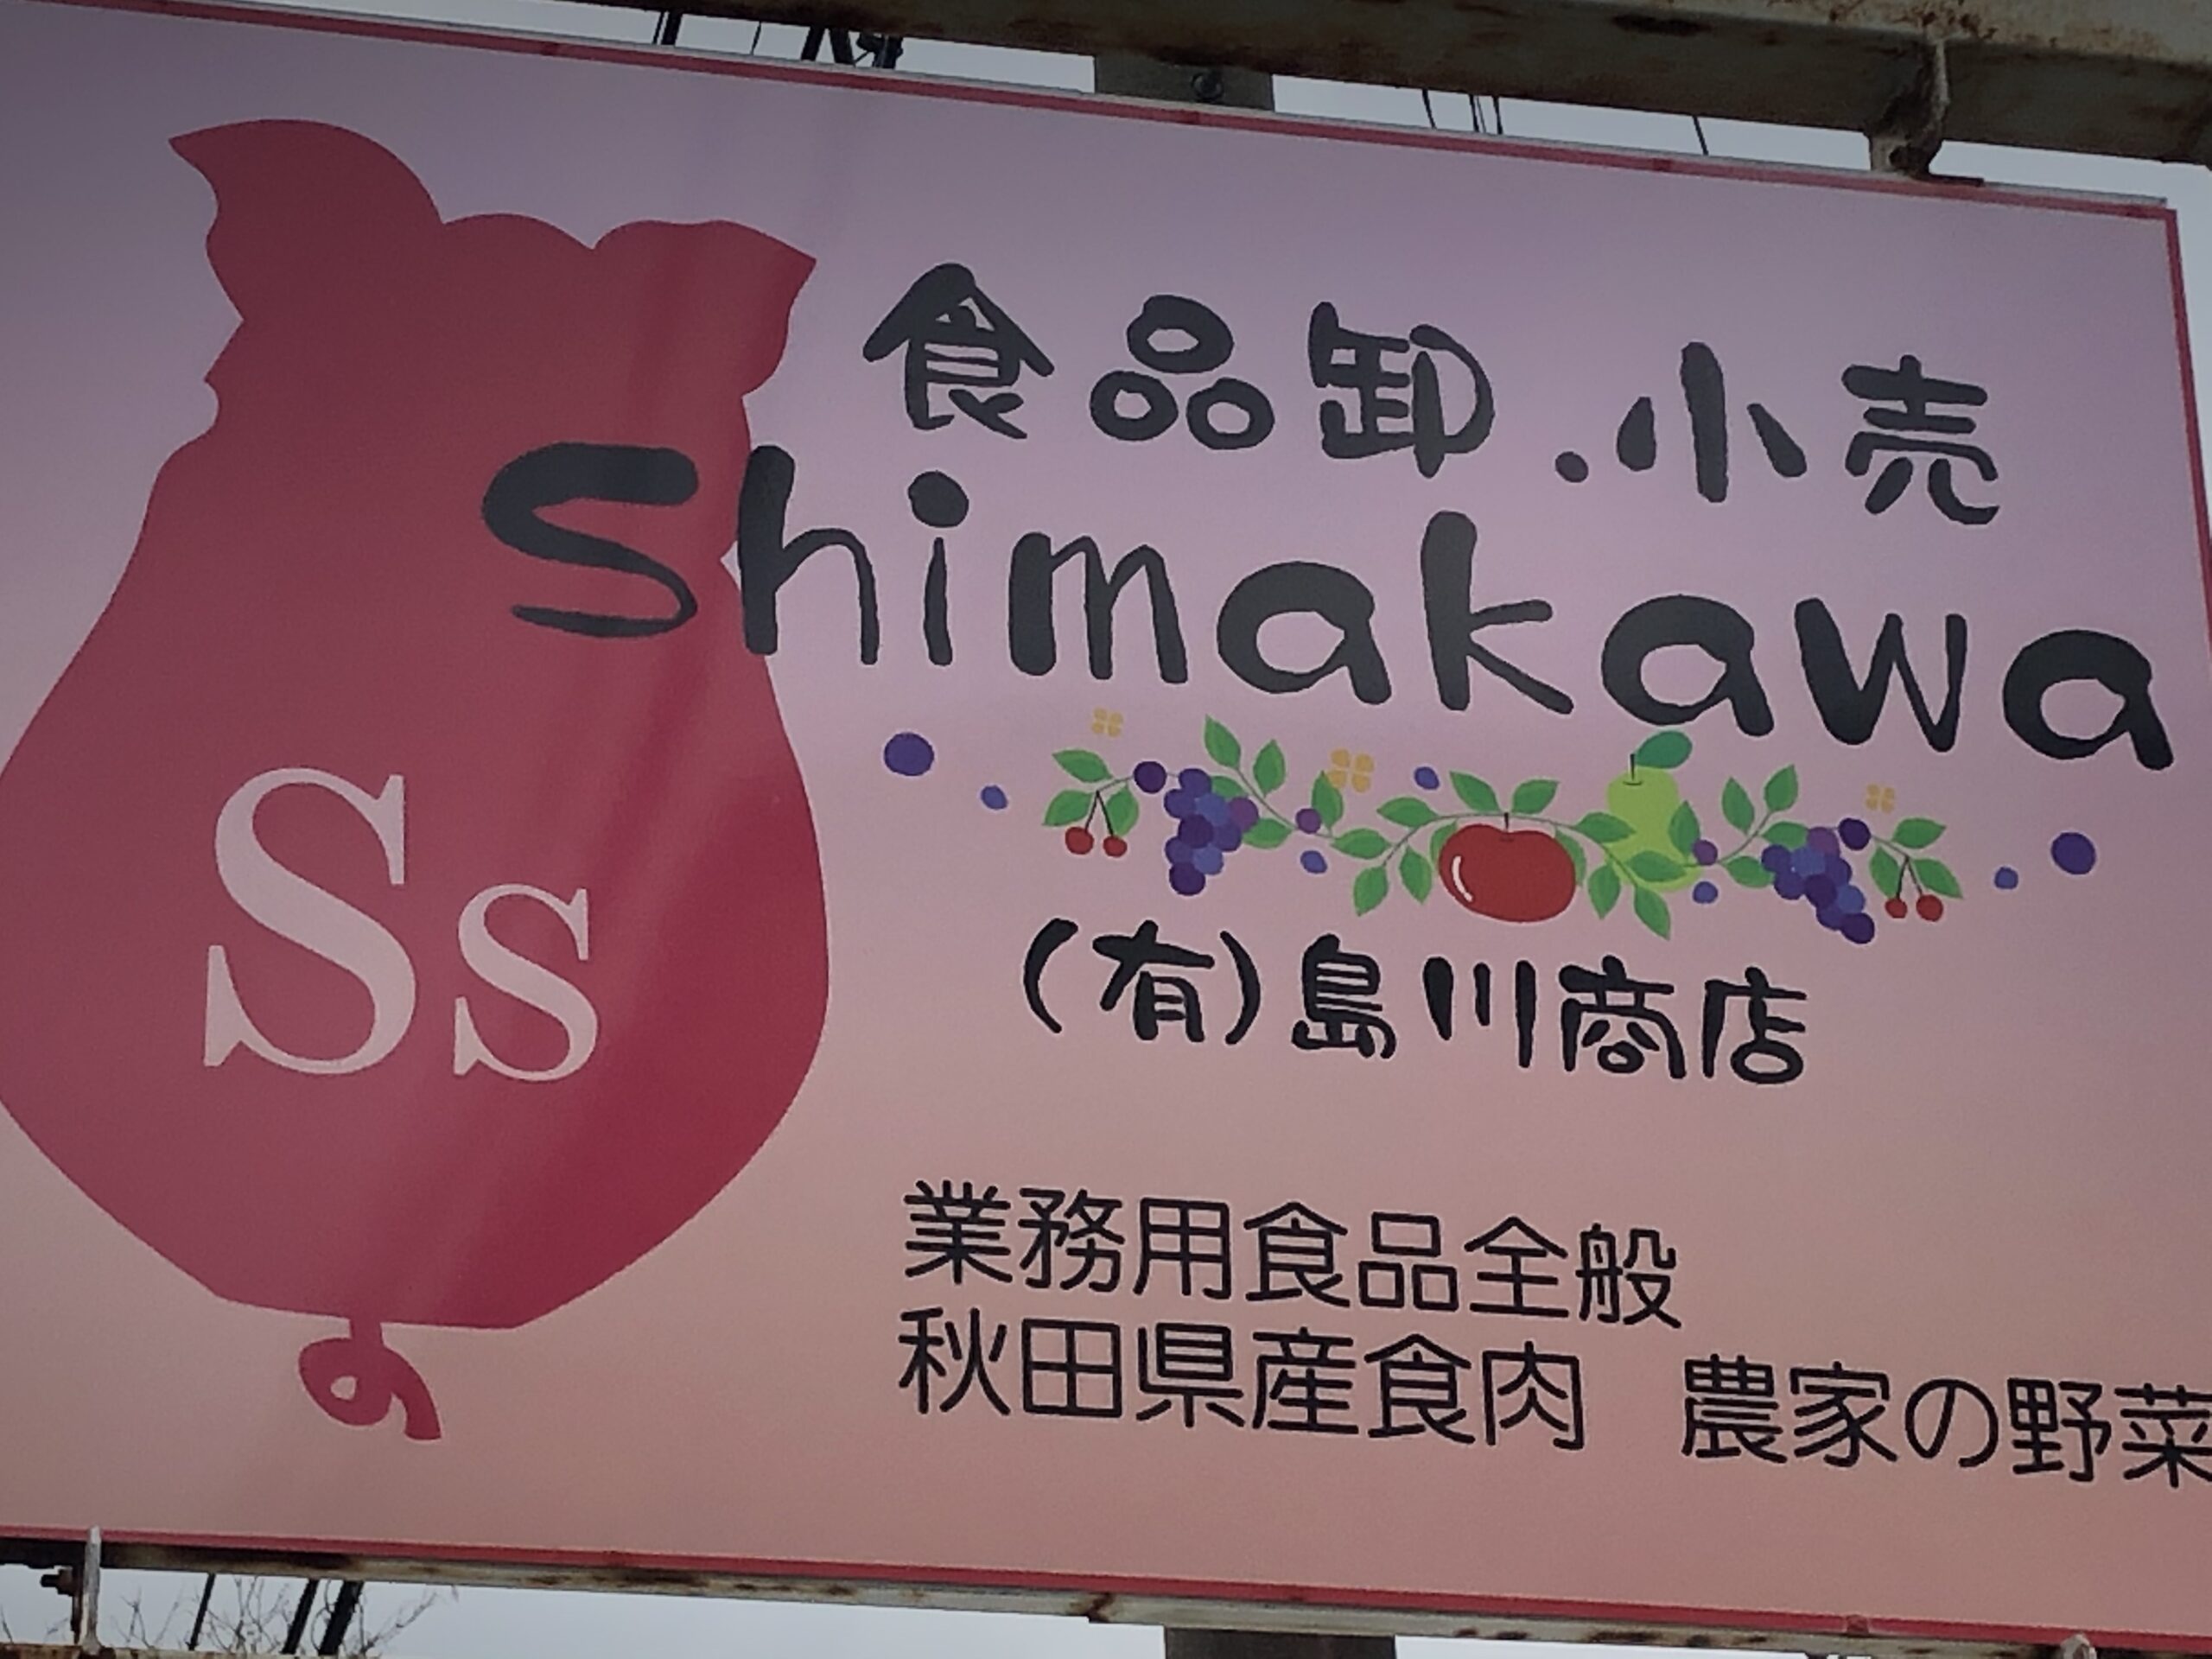 食品卸.小売
Shimakawa
Ss
(有)島川商店
業務用食品全般
秋田県産食肉 農家の野菜